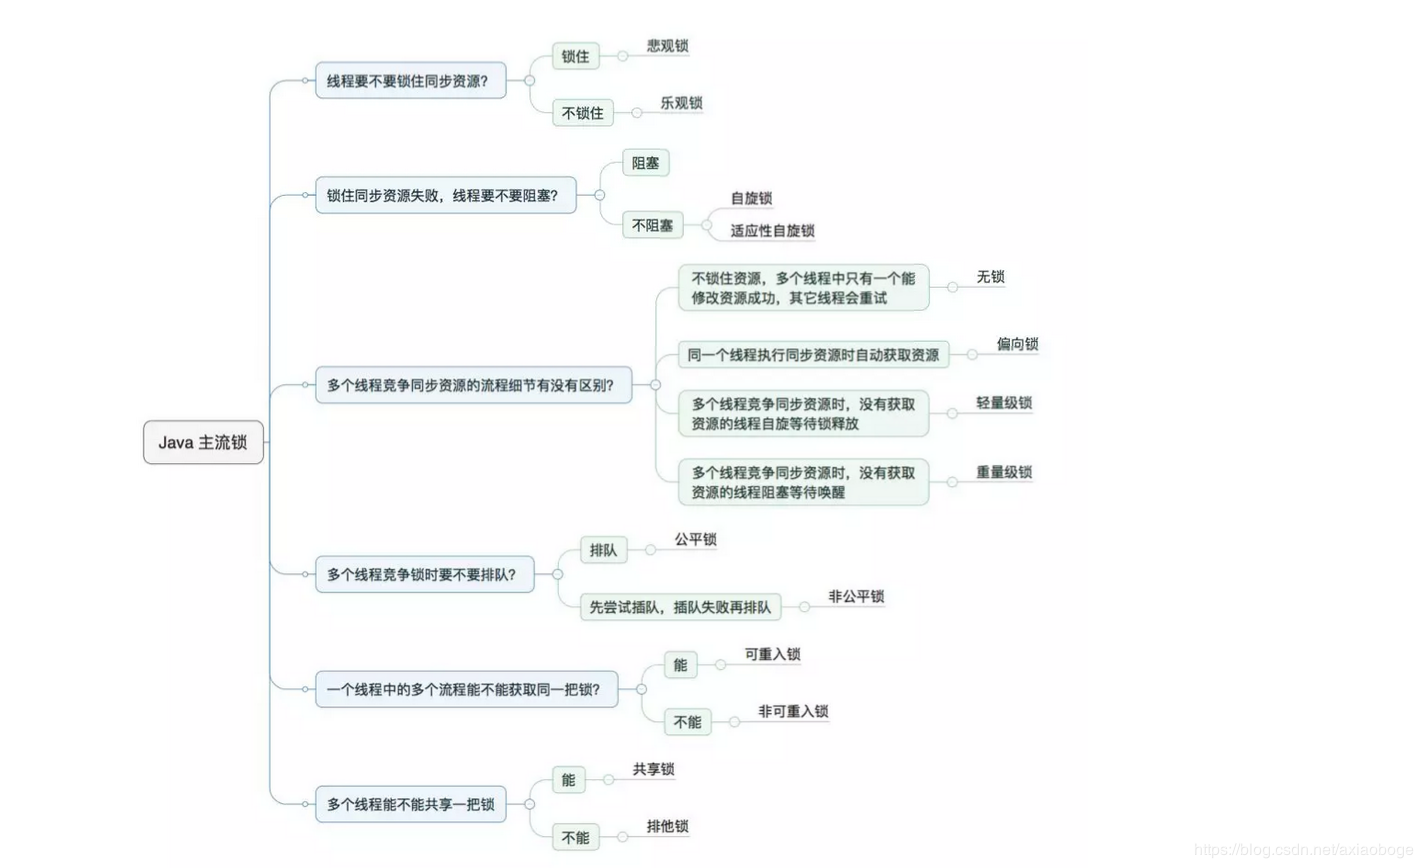 Java 主流锁
线程要不要锁住同步资源?
锁住
悲观锁
不锁住
乐观锁
锁住同步资源失败，线程要不要阻塞?
阻塞
不阻塞
自旋锁
适应性自旋锁
多个线程竞争同步资源的流程细节有没有区别?
不锁住资源，多个线程中只有一个能
修改资源成功，其它线程会重试
无锁
同一个线程执行同步资源时自动获取资源
偏向锁
多个线程竞争同步资源时，没有获取
资源的线程自旋等待锁释放
轻量级锁
多个线程竞争同步资源时，没有获取
资源的线程阻塞等待唤醒
重量级锁
多个线程竞争锁时要不要排队?
排队
公平锁
先尝试插队，插队失败再排队
非公平锁
一个线程中的多个流程能不能获取同一把锁?
能
可重入锁
不能
非可重入锁
多个线程能不能共享一把锁
能
共享锁
不能
排他锁
https://blog.csdn.net/axiaoboge